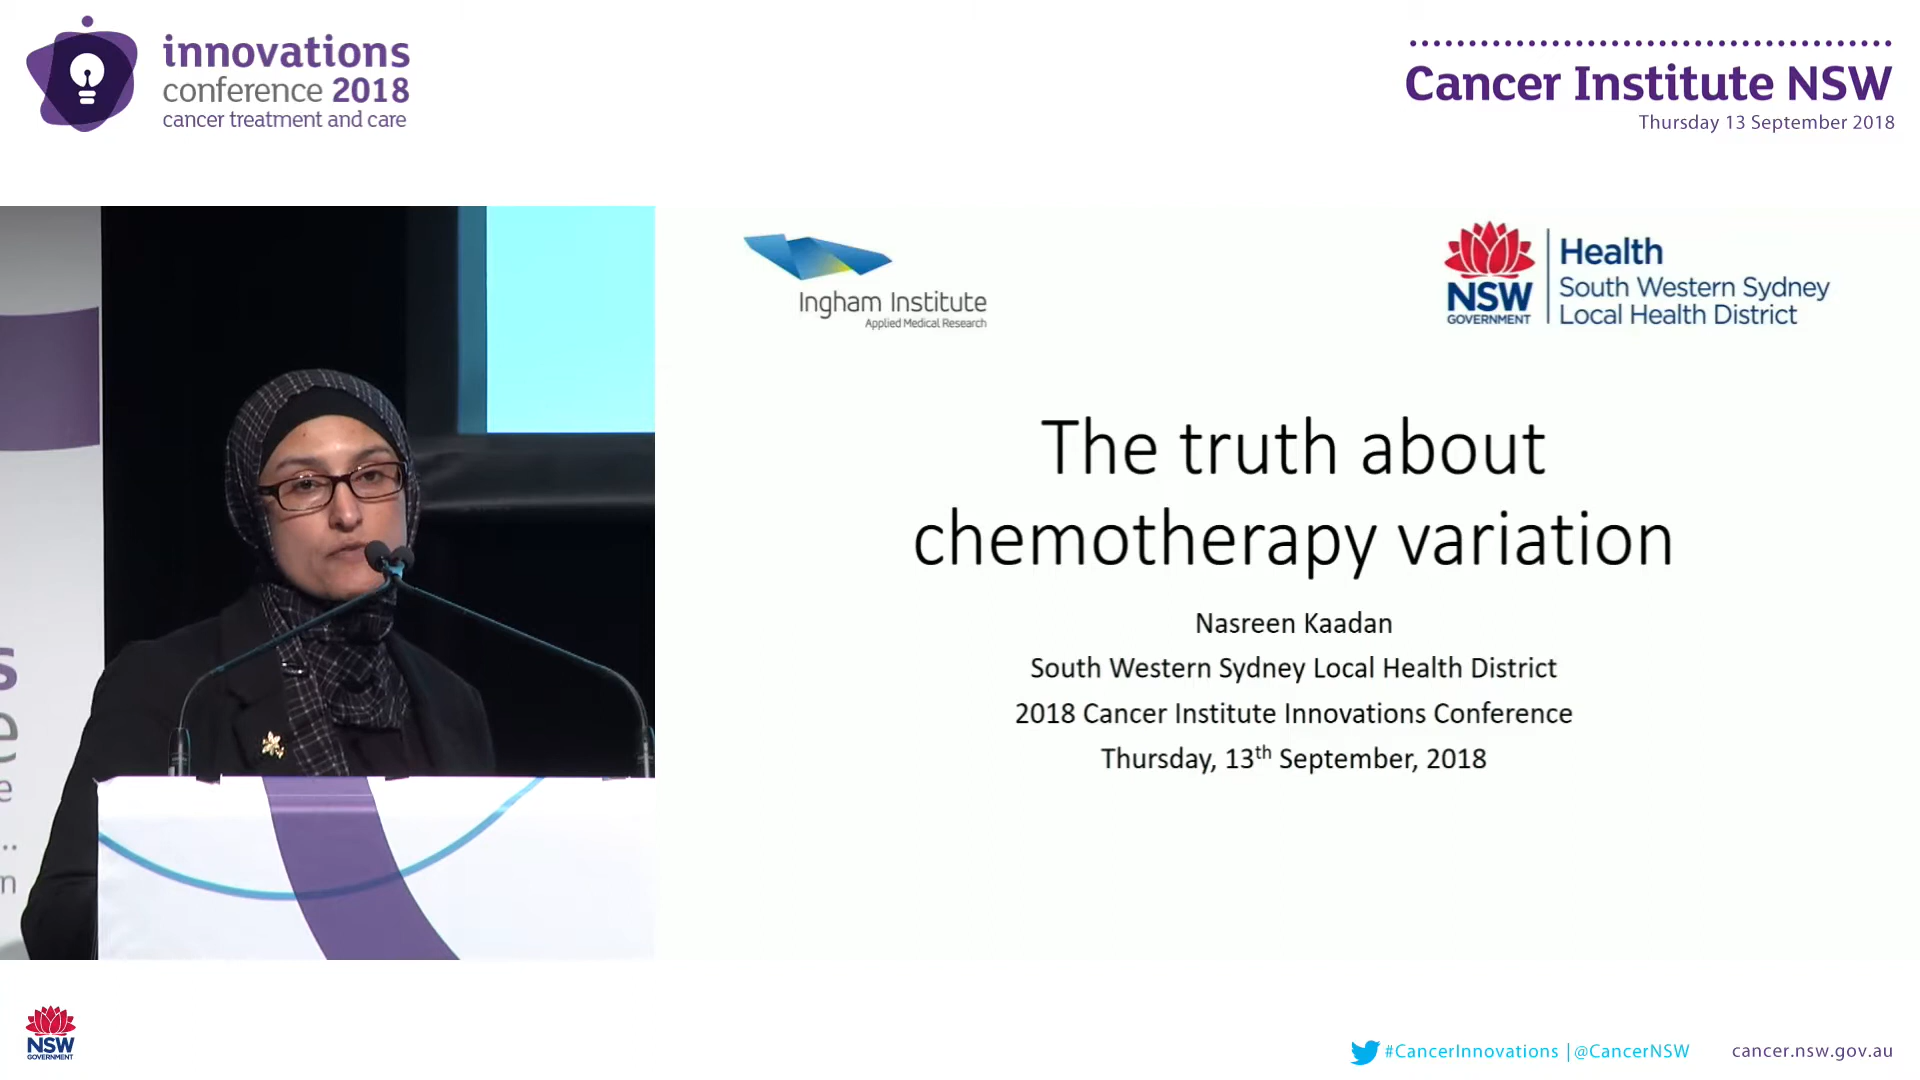 innovations
conference 2018
cancer treatment and care
Cancer Institute NSW
Thursday 13 September 2018
Ingham Institute
Applied Medical Research
NSW
GOVERNMENT
Health
South Western Sydney
Local Health District
The truth about
chemotherapy variation
Nasreen Kaadan
South Western Sydney Local Health District
2018 Cancer Institute Innovations Conference
Thursday, 13th September, 2018
NSW
GOVERNMENT
#CancerInnovations | @CancerNSW
cancer.nsw.gov.au